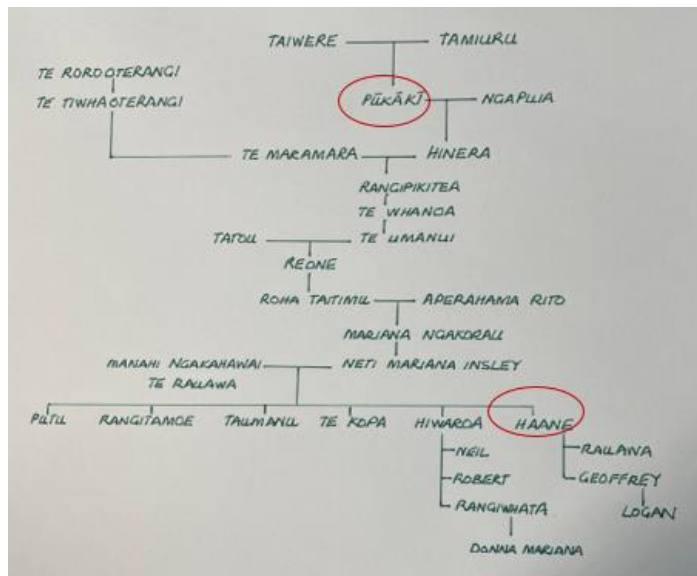 TAIWERE TAMIURU
TE ROROOTERANGI
TE TIWHAOTERANGI PŪKĀKĪ NGAPUIA
TE MARAMARA HINERA
RANGIPIKITEA
TE WHANOA
TATOU TE UMANUI
REONE
ROHA TAITIMU APERAHAMA RITO
MARIANA NGAKORAU
MANAHI NGAKAHAWAI NETI MARIANA INSLEY
TE RAUAWA
PUTU RANGITAMOE TAUMANU TE KOPA HIWAROA HAANE
NEIL RAUAWA
ROBERT GEOFFREY
RANGIWHATA LOGAN
DONNA MARIANA